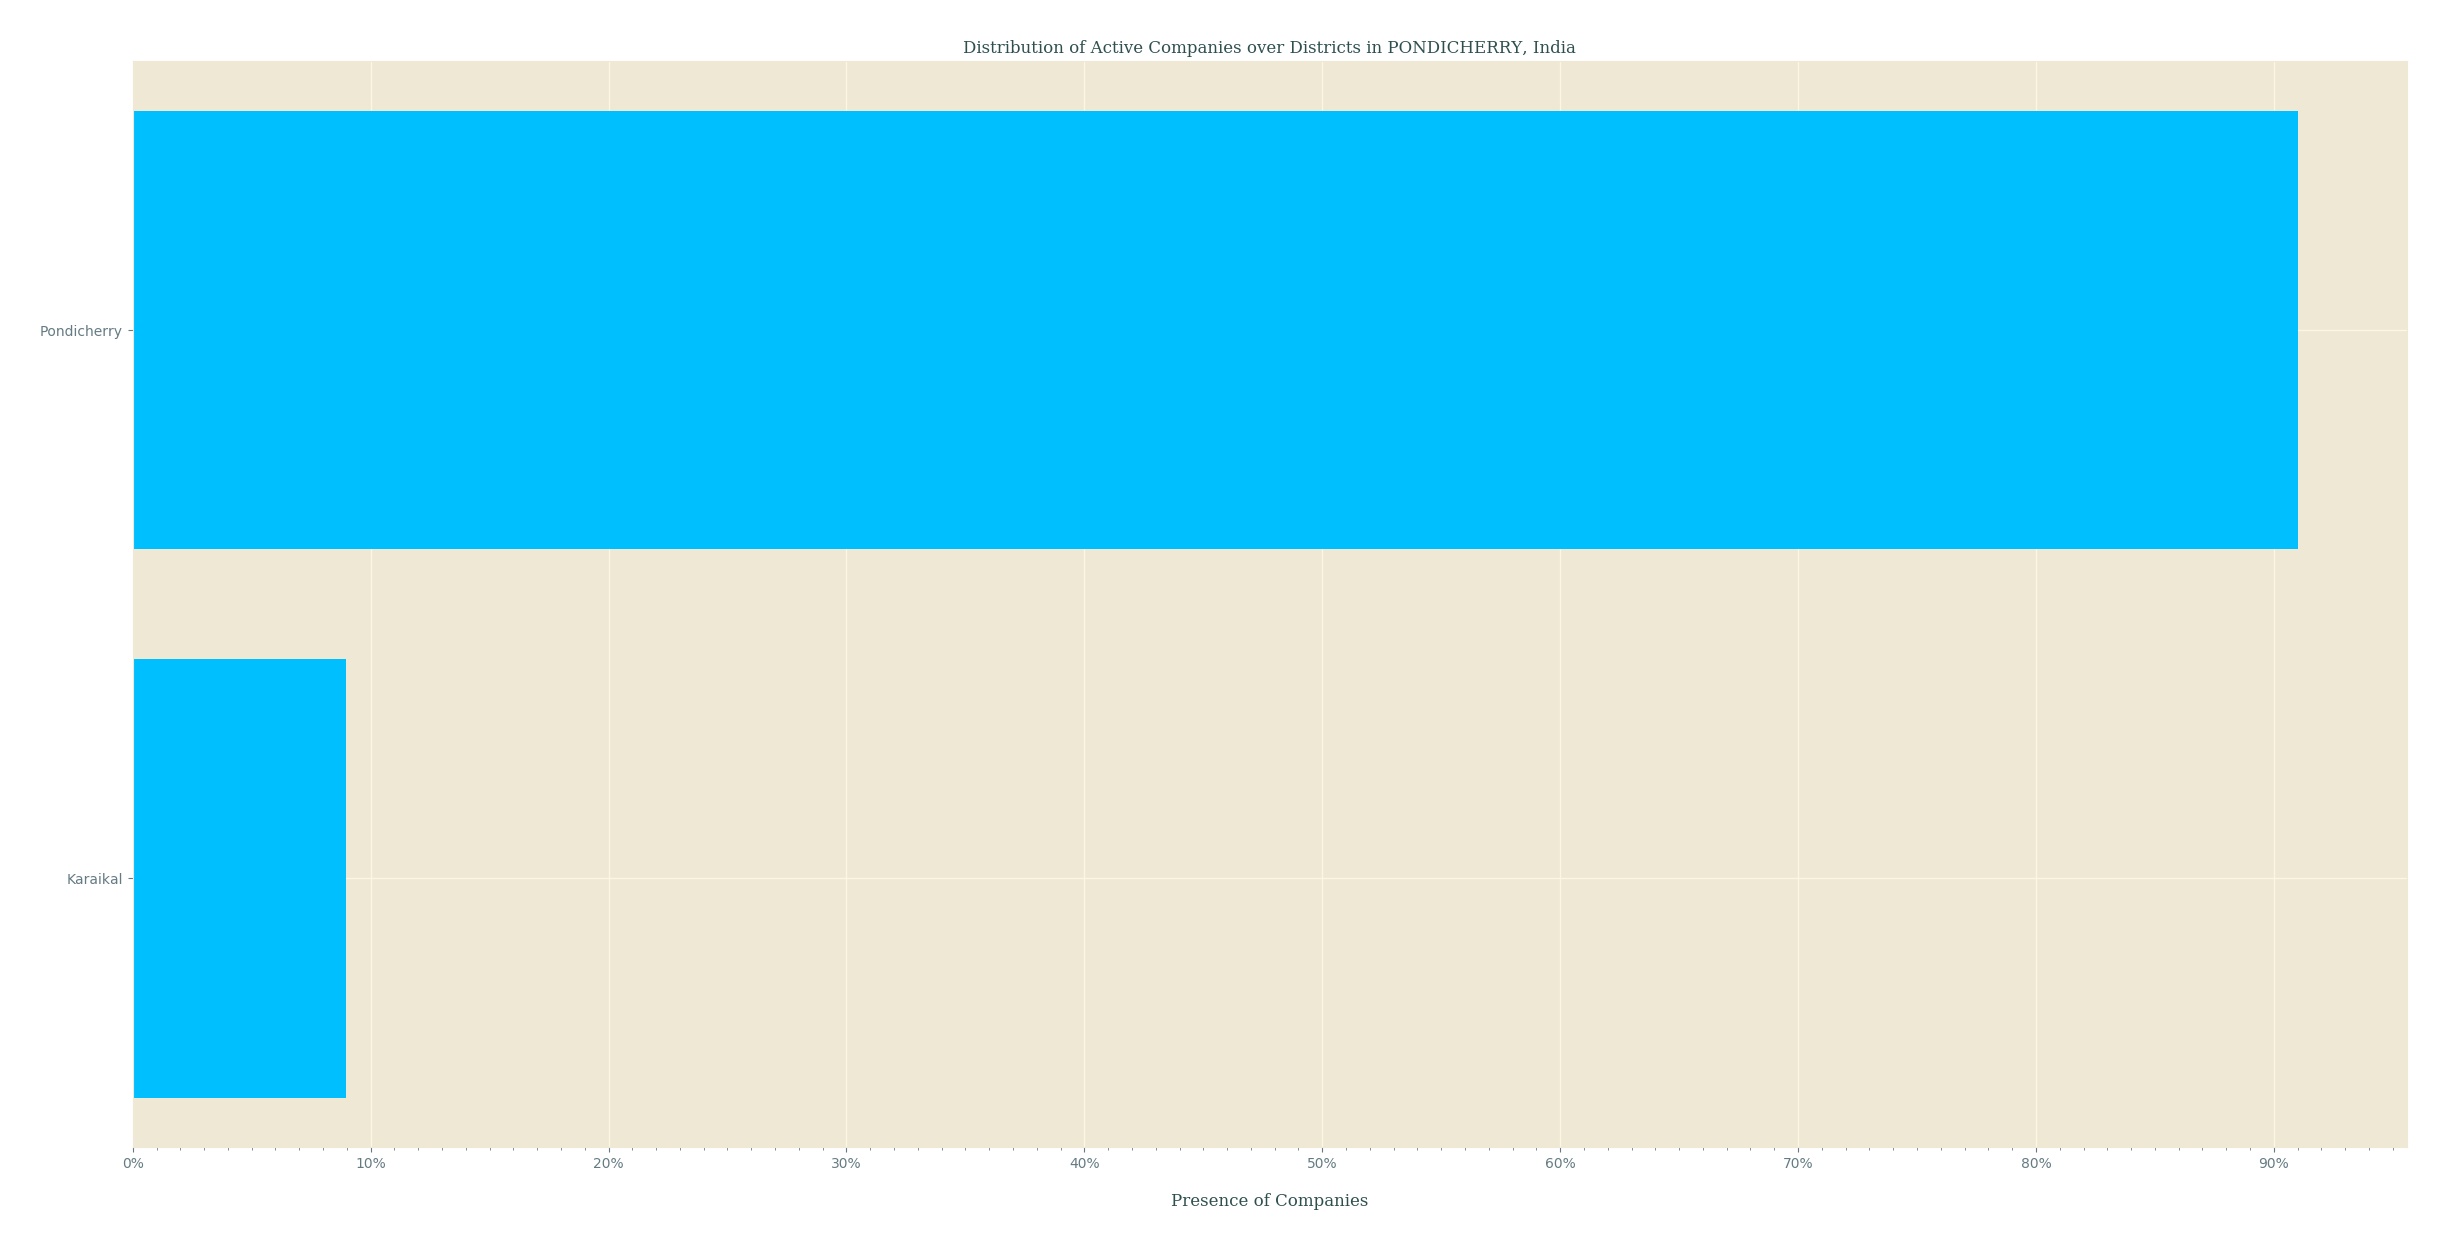 Distribution of Active Companies over Districts in PONDICHERRY, India
Pondicherry
Karaikal
0% 10% 20% 30% 40% 50% 60% 70% 80% 90%
Presence of Companies